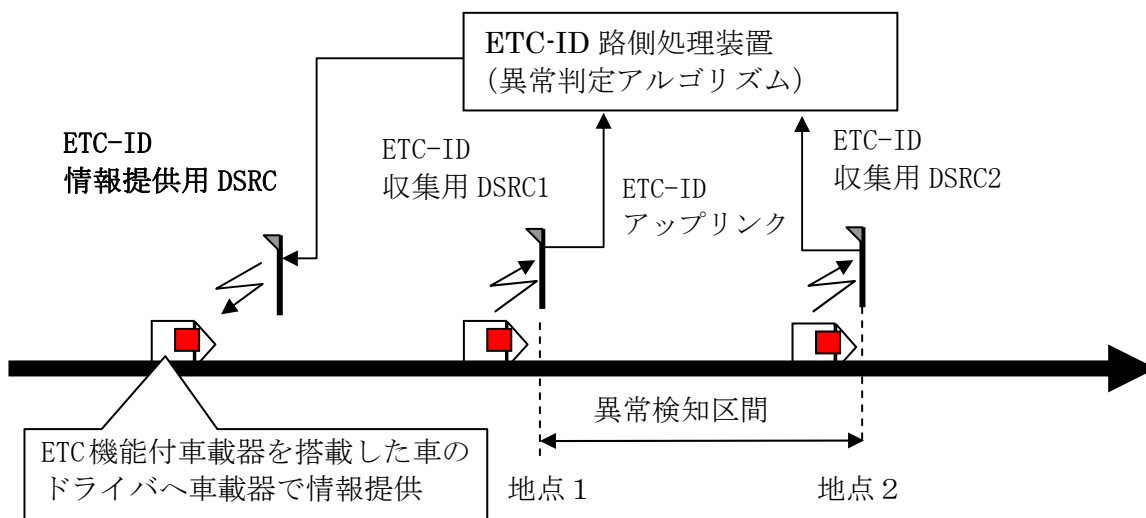 ETC-ID 路側処理装置
（異常判定アルゴリズム）
ETC-ID
情報提供用 DSRC
ETC-ID
収集用 DSRC1
ETC-ID
アップリンク
ETC-ID
収集用 DSRC2
異常検知区間
ETC機能付車載器を搭載した車の
ドライバへ車載器で情報提供
地点１
地点２